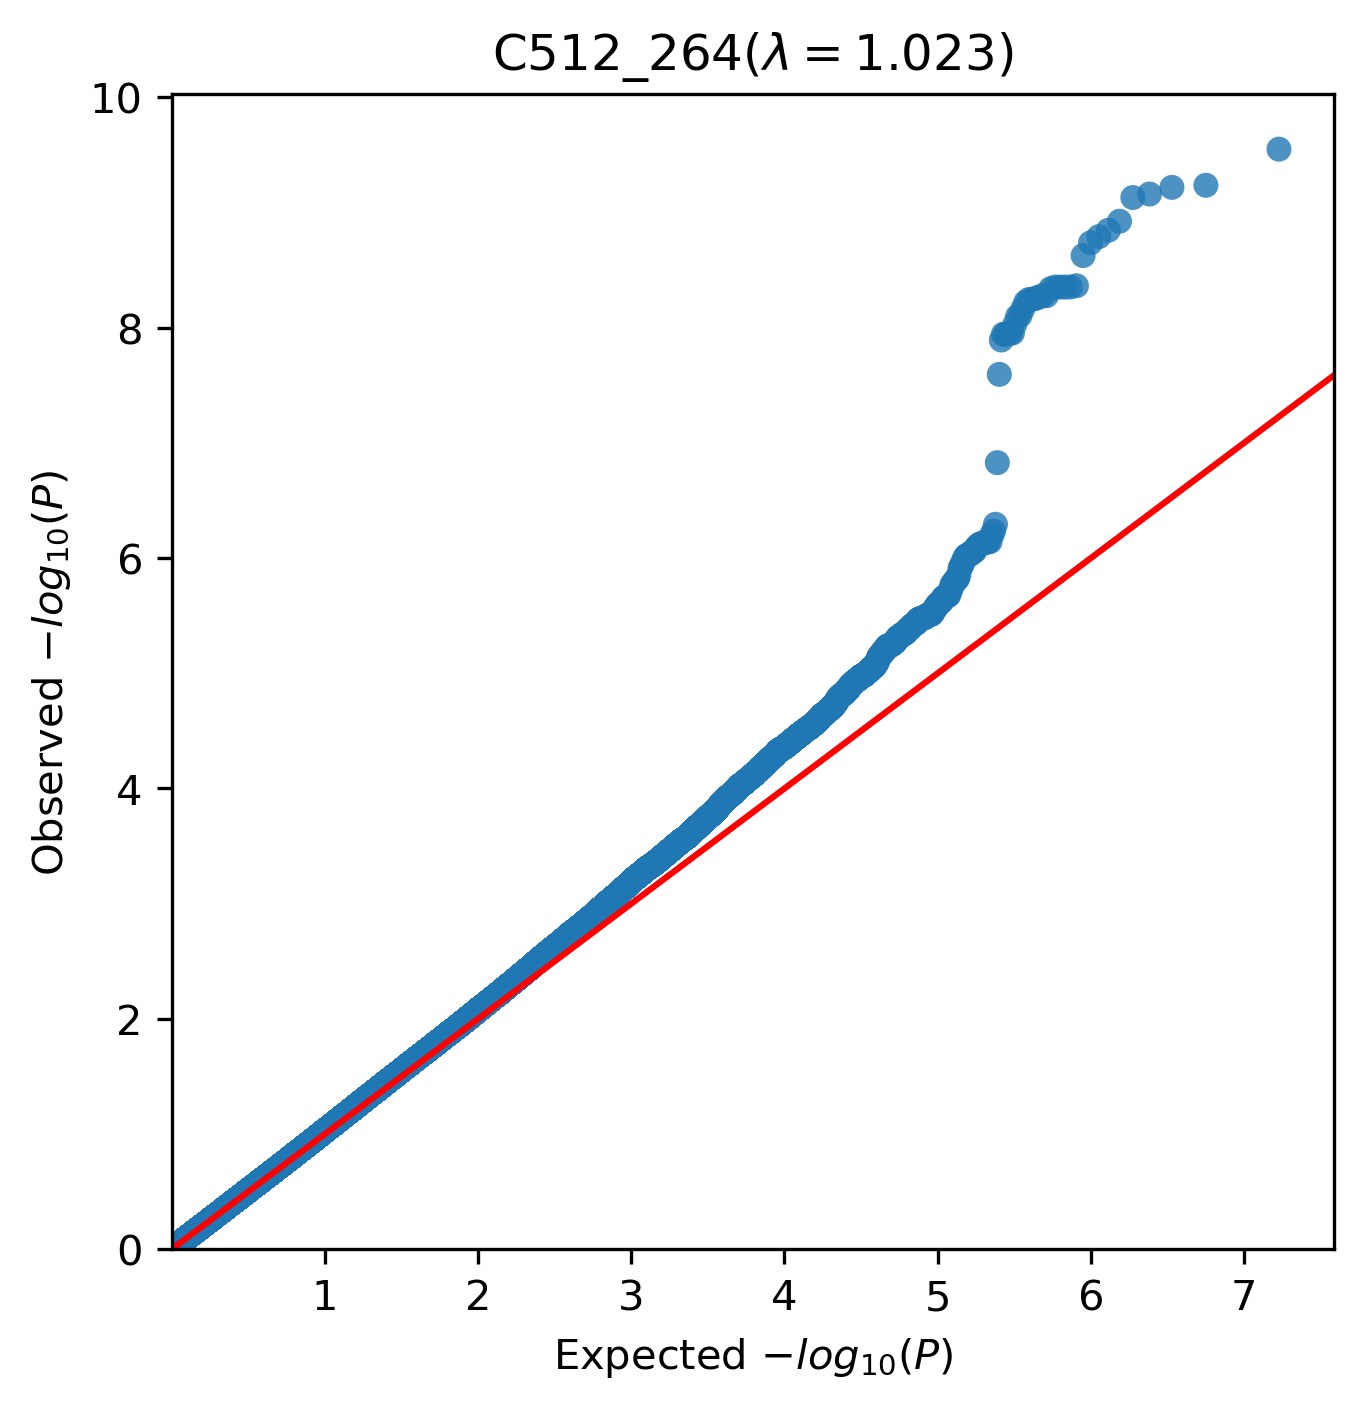 C512_264(λ = 1.023)
Observed −log₁₀(P)
10
8
6
4
2
0
1 2 3 4 5 6 7
Expected −log₁₀(P)